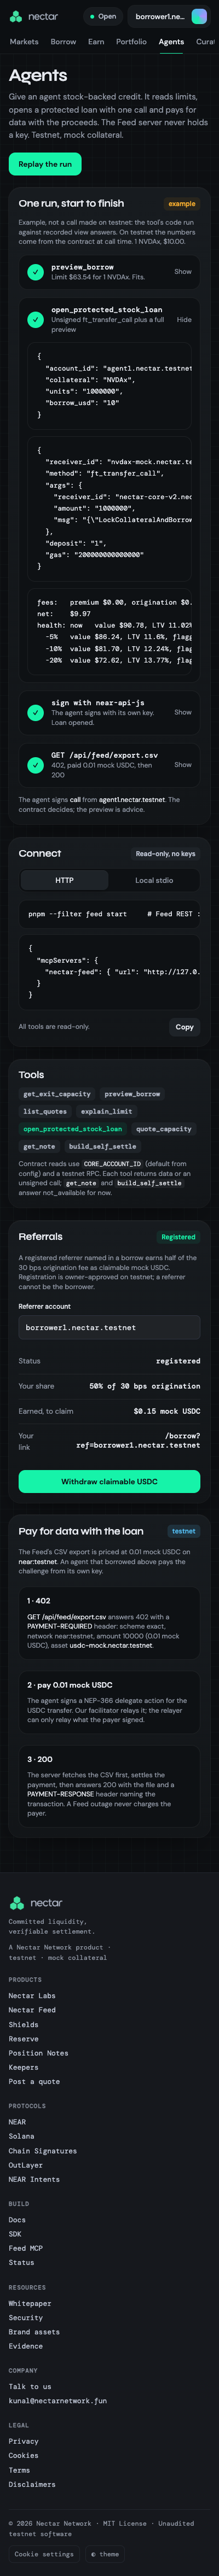 nectar
Open
borrower1.ne…
Markets Borrow Earn Portfolio Agents Curat
Agents
Give an agent stock-backed credit. It reads limits,
opens a protected loan with one call and pays for
data with the proceeds. The Feed server never holds
a key. Testnet, mock collateral.
Replay the run
One run, start to finish
example
Example, not a call made on testnet: the tool's code run
against recorded view answers. On testnet the numbers
come from the contract at call time. 1 NVDAx, $10.00.
preview_borrow
Limit $63.54 for 1 NVDAx. Fits.
Show
open_protected_stock_loan
Unsigned ft_transfer_call plus a full
preview
Hide
{
"account_id": "agent1.nectar.testnet
"collateral": "NVDAx",
"units": "1000000",
"borrow_usd": "10"
}
{
"receiver_id": "nvdax-mock.nectar.te
"method": "ft_transfer_call",
"args": {
"receiver_id": "nectar-core-v2.nec
"amount": "1000000",
"msg": "{\"LockCollateralAndBorrow
},
"deposit": "1",
"gas": "200000000000000"
}
fees: premium $0.00, origination $0.
net: $9.97
health: now value $90.78, LTV 11.02%
-5% value $86.24, LTV 11.6%, flagg
-10% value $81.70, LTV 12.24%, flag
-20% value $72.62, LTV 13.77%, flag
sign with near-api-js
The agent signs with its own key.
Loan opened.
Show
GET /api/feed/export.csv
402, paid 0.01 mock USDC, then
200
Show
The agent signs call from agent1.nectar.testnet. The
contract decides; the preview is advice.
Connect
Read-only, no keys
HTTP
Local stdio
pnpm --filter feed start # Feed REST :
{
"mcpServers": {
"nectar-feed": { "url": "http://127.0.
}
}
All tools are read-only.
Copy
Tools
get_exit_capacity preview_borrow
list_quotes explain_limit
open_protected_stock_loan quote_capacity
get_note build_self_settle
Contract reads use CORE_ACCOUNT_ID (default from
config) and a testnet RPC. Each tool returns data or an
unsigned call; get_note and build_self_settle
answer not_available for now.
Referrals
Registered
A registered referrer named in a borrow earns half of the
30 bps origination fee as claimable mock USDC.
Registration is owner-approved on testnet; a referrer
cannot be the borrower.
Referrer account
borrower1.nectar.testnet
Status registered
Your share 50% of 30 bps origination
Earned, to claim $0.15 mock USDC
Your link
/borrow?
ref=borrower1.nectar.testnet
Withdraw claimable USDC
Pay for data with the loan
testnet
The Feed's CSV export is priced at 0.01 mock USDC on
near:testnet. An agent that borrowed above pays the
challenge from its own key.
1 · 402
GET /api/feed/export.csv answers 402 with a
PAYMENT-REQUIRED header: scheme exact,
network near:testnet, amount 10000 (0.01 mock
USDC), asset usdc-mock.nectar.testnet.
2 · pay 0.01 mock USDC
The agent signs a NEP-366 delegate action for the
USDC transfer. Our facilitator relays it; the relayer
can only relay what the payer signed.
3 · 200
The server fetches the CSV first, settles the
payment, then answers 200 with the file and a
PAYMENT-RESPONSE header naming the
transaction. A Feed outage never charges the
payer.
nectar
Committed liquidity,
verifiable settlement.
A Nectar Network product ·
testnet · mock collateral
PRODUCTS
Nectar Labs
Nectar Feed
Shields
Reserve
Position Notes
Keepers
Post a quote
PROTOCOLS
NEAR
Solana
Chain Signatures
OutLayer
NEAR Intents
BUILD
Docs
SDK
Feed MCP
Status
RESOURCES
Whitepaper
Security
Brand assets
Evidence
COMPANY
Talk to us
kunal@nectarnetwork.fun
LEGAL
Privacy
Cookies
Terms
Disclaimers
© 2026 Nectar Network · MIT License · Unaudited
testnet software
Cookie settings
◐ theme